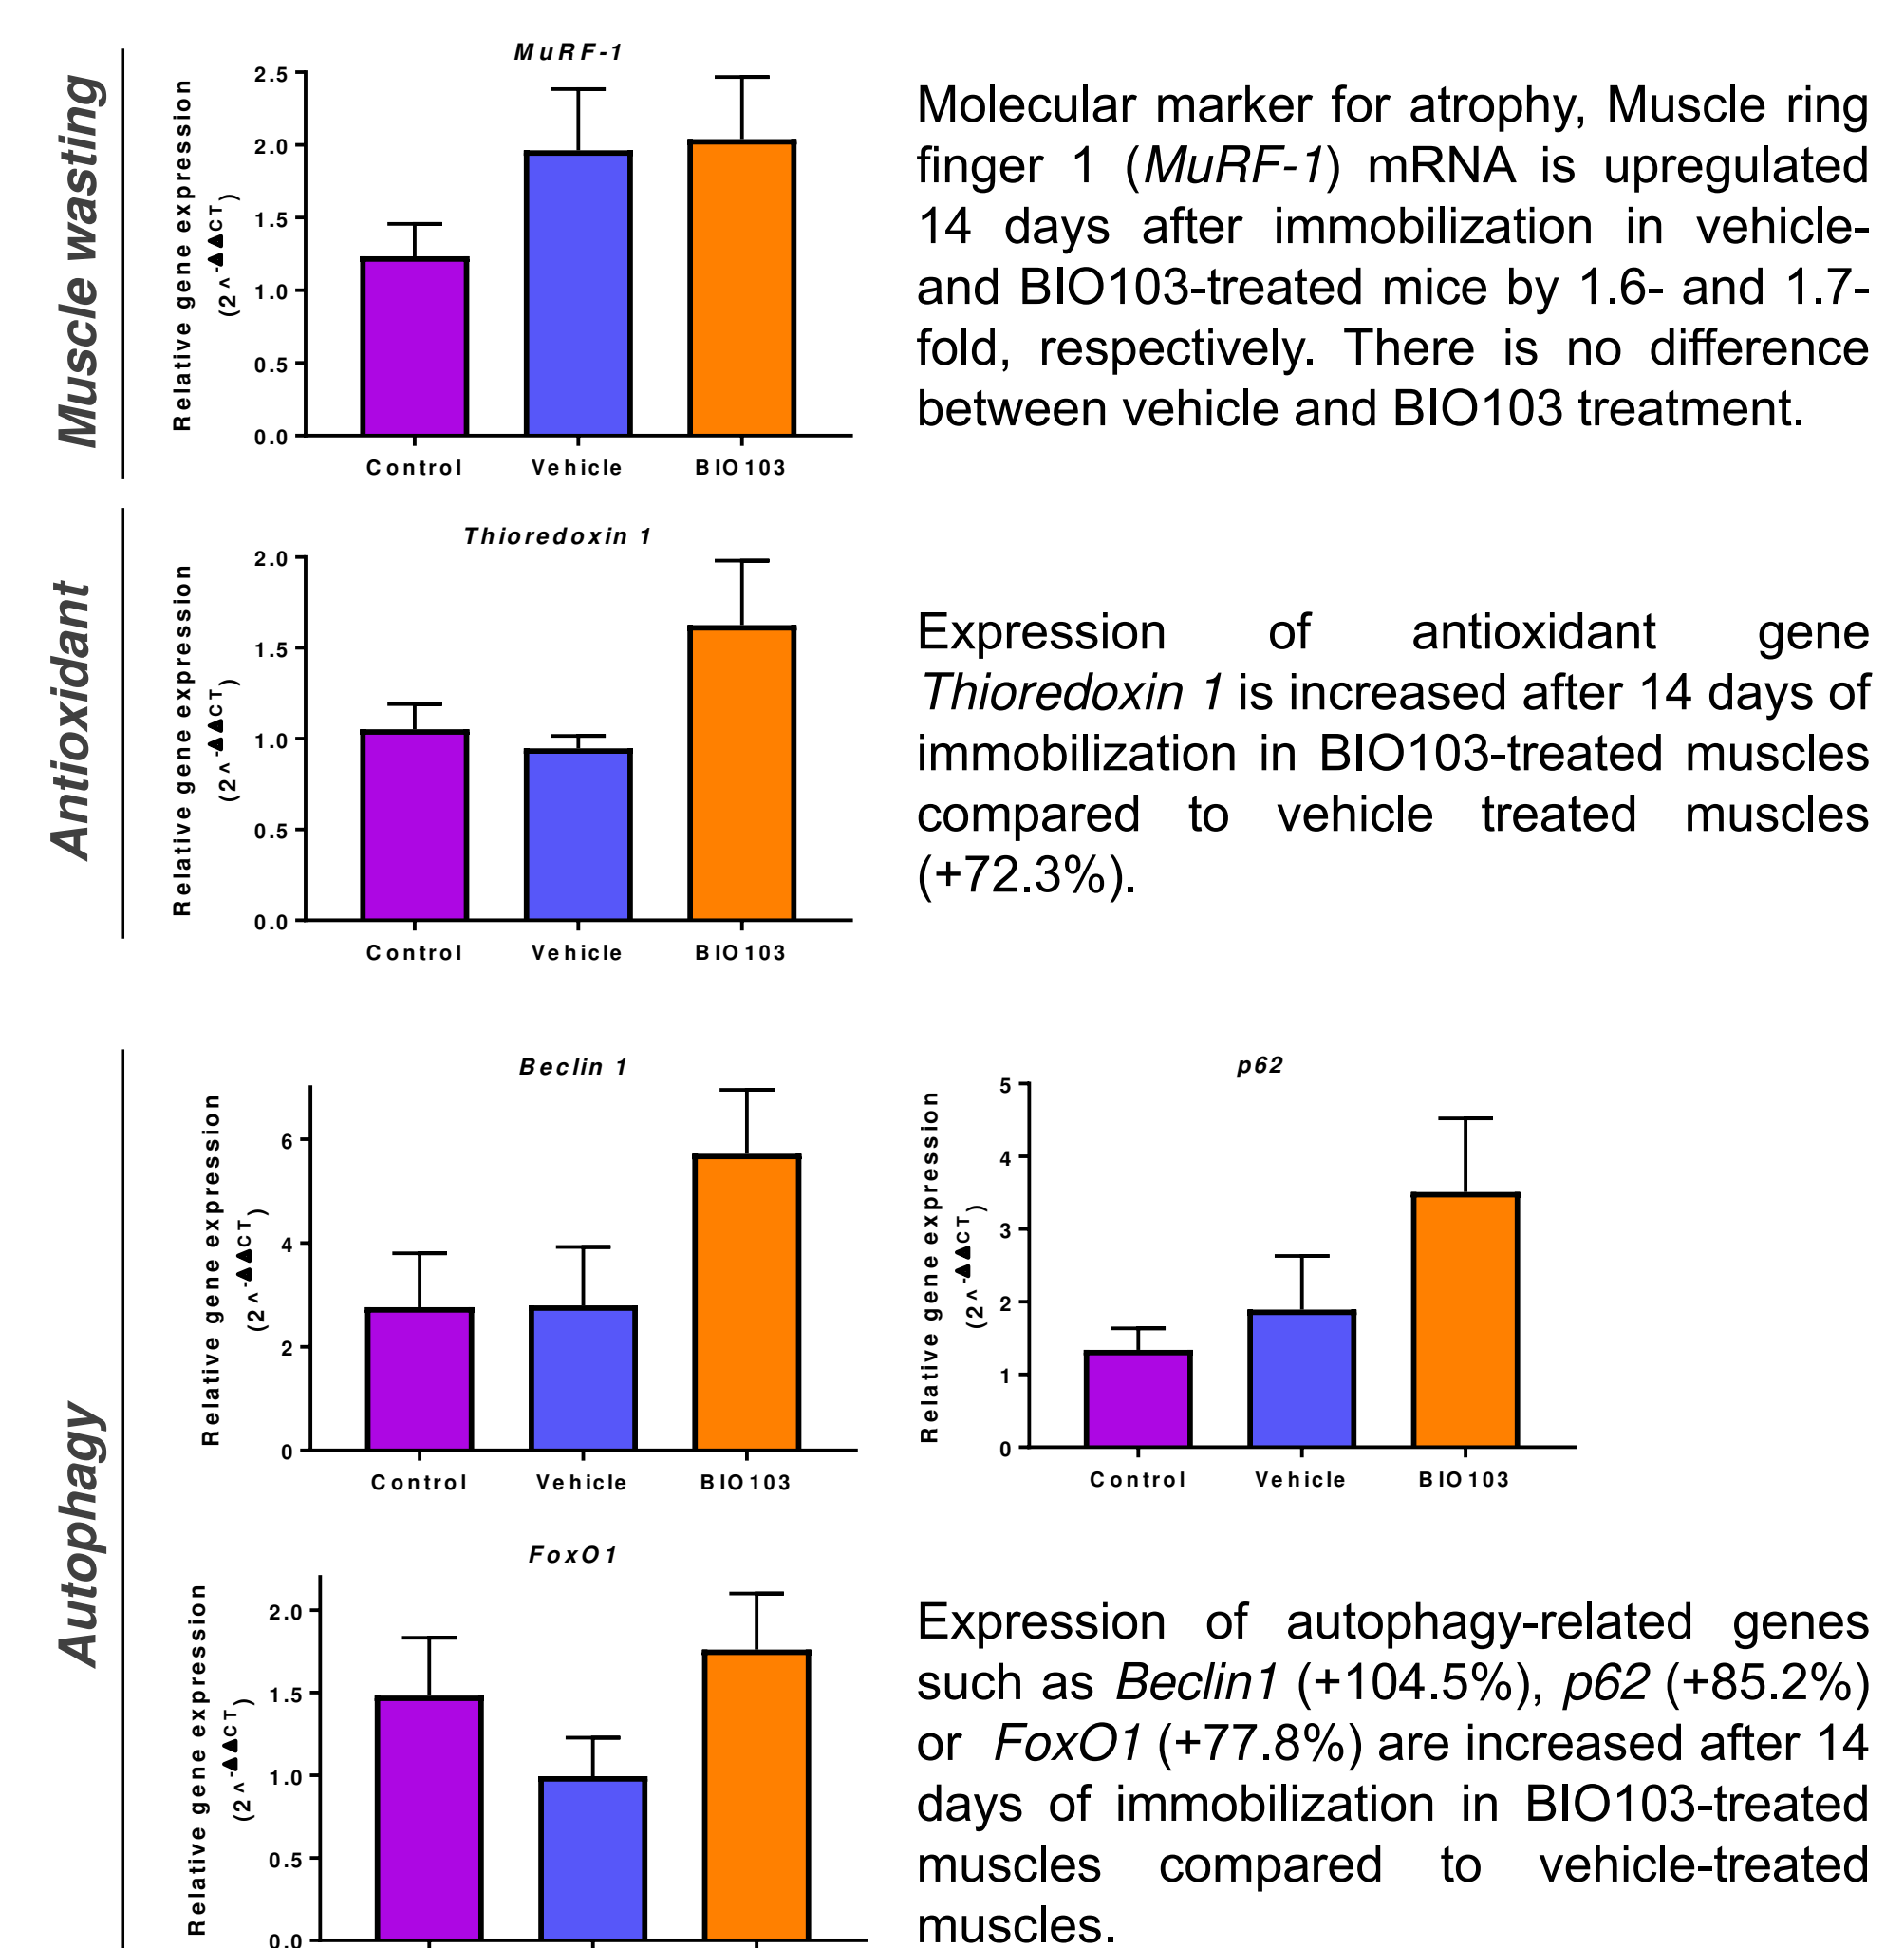 Muscle wasting
MuRF-1
Relative gene expression
(2^-ΔΔCT)
2.5
2.0
1.5
1.0
0.5
0.0
Control Vehicle BIO103
Molecular marker for atrophy, Muscle ring
finger 1 (MuRF-1) mRNA is upregulated
14 days after immobilization in vehicle-
and BIO103-treated mice by 1.6- and 1.7-
fold, respectively. There is no difference
between vehicle and BIO103 treatment.
Antioxidant
Thioredoxin 1
Relative gene expression
(2^-ΔΔCT)
2.0
1.5
1.0
0.5
0.0
Control Vehicle BIO103
Expression of antioxidant gene
Thioredoxin 1 is increased after 14 days of
immobilization in BIO103-treated muscles
compared to vehicle treated muscles
(+72.3%).
Autophagy
Beclin 1
Relative gene expression
(2^-ΔΔCT)
6
4
2
0
Control Vehicle BIO103
p62
Relative gene expression
(2^-ΔΔCT)
5
4
3
2
1
0
Control Vehicle BIO103
FoxO1
Relative gene expression
(2^-ΔΔCT)
2.0
1.5
1.0
0.5
0.0
Expression of autophagy-related genes
such as Beclin1 (+104.5%), p62 (+85.2%)
or FoxO1 (+77.8%) are increased after 14
days of immobilization in BIO103-treated
muscles compared to vehicle-treated
muscles.